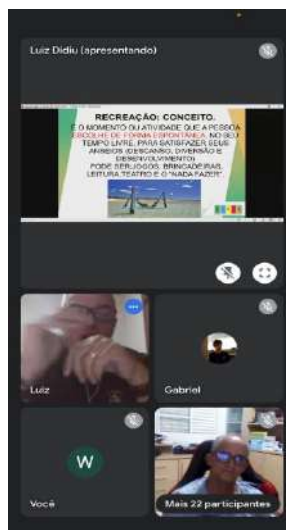 Luiz Didiu (apresentando)
RECREAÇÃO: CONCEITO.
É O MOMENTO OU ATIVIDADE QUE A PESSOA
ESCOLHE DE FORMA ESPONTÂNEA, NO SEU
TEMPO LIVRE, PARA SATISFAZER SEUS
ANSEIOS (DESCANSO, DIVERSÃO E
DESENVOLVIMENTO)
PODE SER JOGOS, BRINCADEIRAS,
LEITURA, TEATRO E O "NADA FAZER".
Luiz
Gabriel
W
Você
Mais 22 participantes